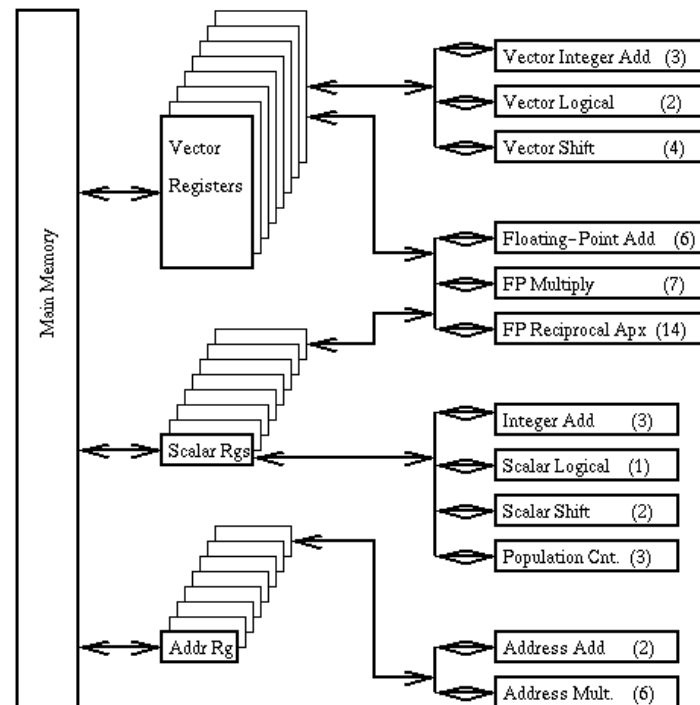 Main Memory
Vector
Registers
Vector Integer Add (3)
Vector Logical (2)
Vector Shift (4)
Floating-Point Add (6)
FP Multiply (7)
FP Reciprocal Apx (14)
Scalar Rgs
Integer Add (3)
Scalar Logical (1)
Scalar Shift (2)
Population Cnt. (3)
Addr Rg
Address Add (2)
Address Mult. (6)